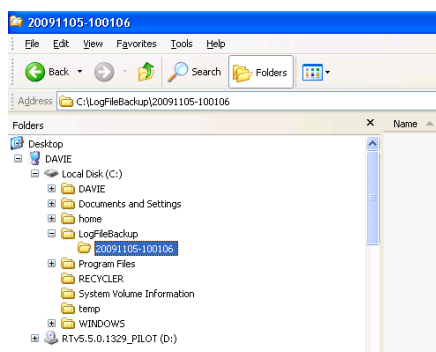 20091105-100106
File Edit View Favorites Tools Help
Back Search Folders
Address C:\LogFileBackup\20091105-100106
Folders x Name
Desktop
DAVIE
Local Disk (C:)
DAVIE
Documents and Settings
home
LogFileBackup
20091105-100106
Program Files
RECYCLER
System Volume Information
temp
WINDOWS
RTv5.5.0.1329_PILOT (D:)